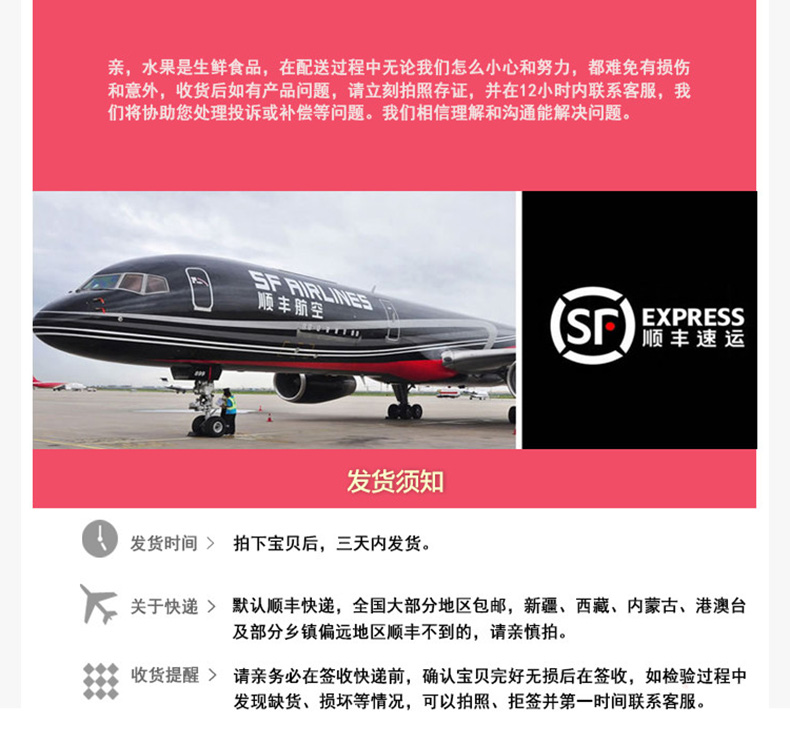 亲，水果是生鲜食品，在配送过程中无论我们怎么小心和努力，都难免有损伤
和意外，收货后如有产品问题，请立刻拍照存证，并在12小时内联系客服，我
们将协助您处理投诉或补偿等问题。我们相信理解和沟通能解决问题。
SF AIRLINES
顺丰航空
SF EXPRESS
顺丰速运
发货须知
发货时间 > 拍下宝贝后，三天内发货。
关于快递 > 默认顺丰快递，全国大部分地区包邮，新疆、西藏、内蒙古、港澳台
及部分乡镇偏远地区顺丰不到的，请亲慎拍。
收货提醒 > 请亲务必在签收快递前，确认宝贝完好无损后在签收，如检验过程中
发现缺货、损坏等情况，可以拍照、拒签并第一时间联系客服。